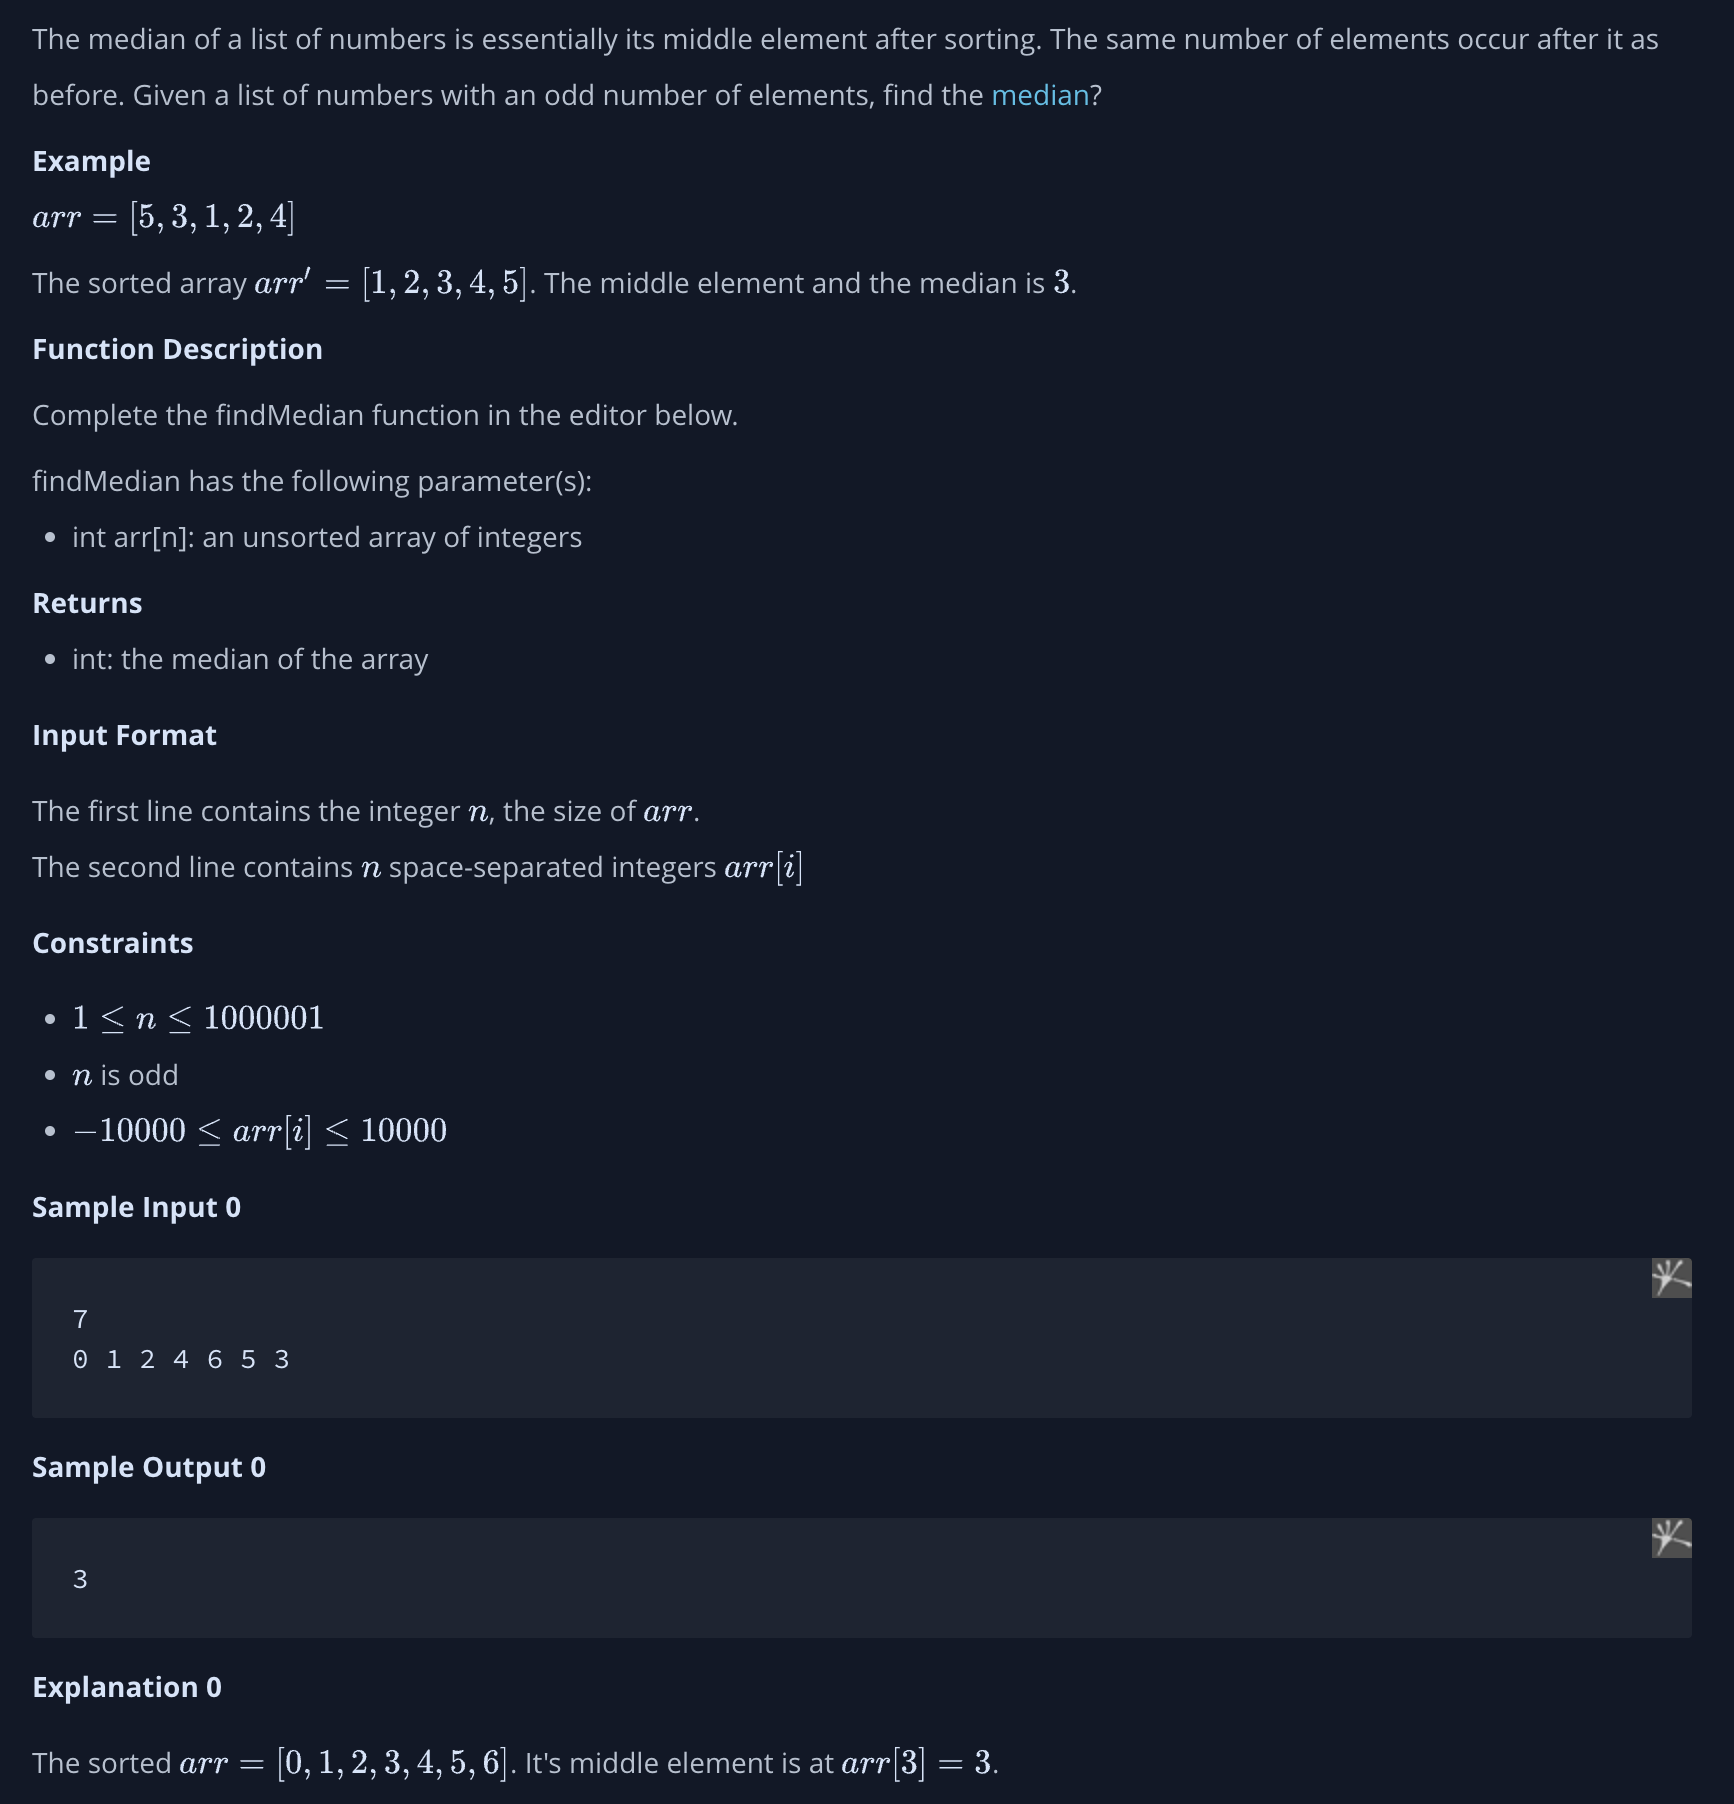 The median of a list of numbers is essentially its middle element after sorting. The same number of elements occur after it as
before. Given a list of numbers with an odd number of elements, find the median?
Example
arr = [5, 3, 1, 2, 4]
The sorted array arr′ = [1, 2, 3, 4, 5]. The middle element and the median is 3.
Function Description
Complete the findMedian function in the editor below.
findMedian has the following parameter(s):
• int arr[n]: an unsorted array of integers
Returns
• int: the median of the array
Input Format
The first line contains the integer n, the size of arr.
The second line contains n space-separated integers arr[i]
Constraints
• 1 ≤ n ≤ 1000001
• n is odd
• −10000 ≤ arr[i] ≤ 10000
Sample Input 0
7
0 1 2 4 6 5 3
Sample Output 0
3
Explanation 0
The sorted arr = [0, 1, 2, 3, 4, 5, 6]. It's middle element is at arr[3] = 3.